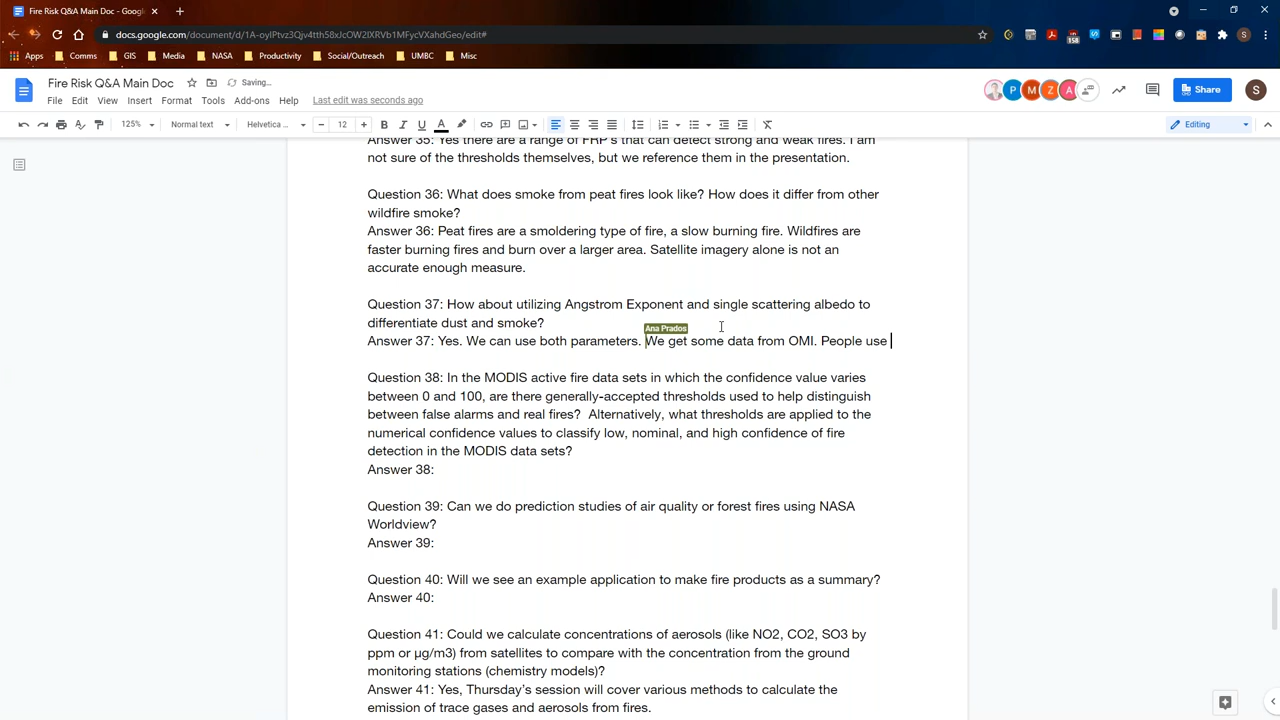 Fire Risk Q&A Main Doc - Google
docs.google.com/document/d/1A-oyIPtvz3Qjv4tth58xJcOW2IXRVb1MFycVXahdGeo/edit#
158
S
Apps Comms GIS Media NASA Productivity Social/Outreach UMBC Misc
Fire Risk Q&A Main Doc Saving...
P M Z A Share S
File Edit View Insert Format Tools Add-ons Help Last edit was seconds ago
125% Normal text Helvetica ... 12 B I U A Editing
Answer 35: Yes there are a range of FRP's that can detect strong and weak fires. I am
not sure of the thresholds themselves, but we reference them in the presentation.
Question 36: What does smoke from peat fires look like? How does it differ from other
wildfire smoke?
Answer 36: Peat fires are a smoldering type of fire, a slow burning fire. Wildfires are
faster burning fires and burn over a larger area. Satellite imagery alone is not an
accurate enough measure.
Question 37: How about utilizing Angstrom Exponent and single scattering albedo to
differentiate dust and smoke?
Ana Prados
Answer 37: Yes. We can use both parameters. We get some data from OMI. People use
Question 38: In the MODIS active fire data sets in which the confidence value varies
between 0 and 100, are there generally-accepted thresholds used to help distinguish
between false alarms and real fires? Alternatively, what thresholds are applied to the
numerical confidence values to classify low, nominal, and high confidence of fire
detection in the MODIS data sets?
Answer 38:
Question 39: Can we do prediction studies of air quality or forest fires using NASA
Worldview?
Answer 39:
Question 40: Will we see an example application to make fire products as a summary?
Answer 40:
Question 41: Could we calculate concentrations of aerosols (like NO2, CO2, SO3 by
ppm or µg/m3) from satellites to compare with the concentration from the ground
monitoring stations (chemistry models)?
Answer 41: Yes, Thursday's session will cover various methods to calculate the
emission of trace gases and aerosols from fires.